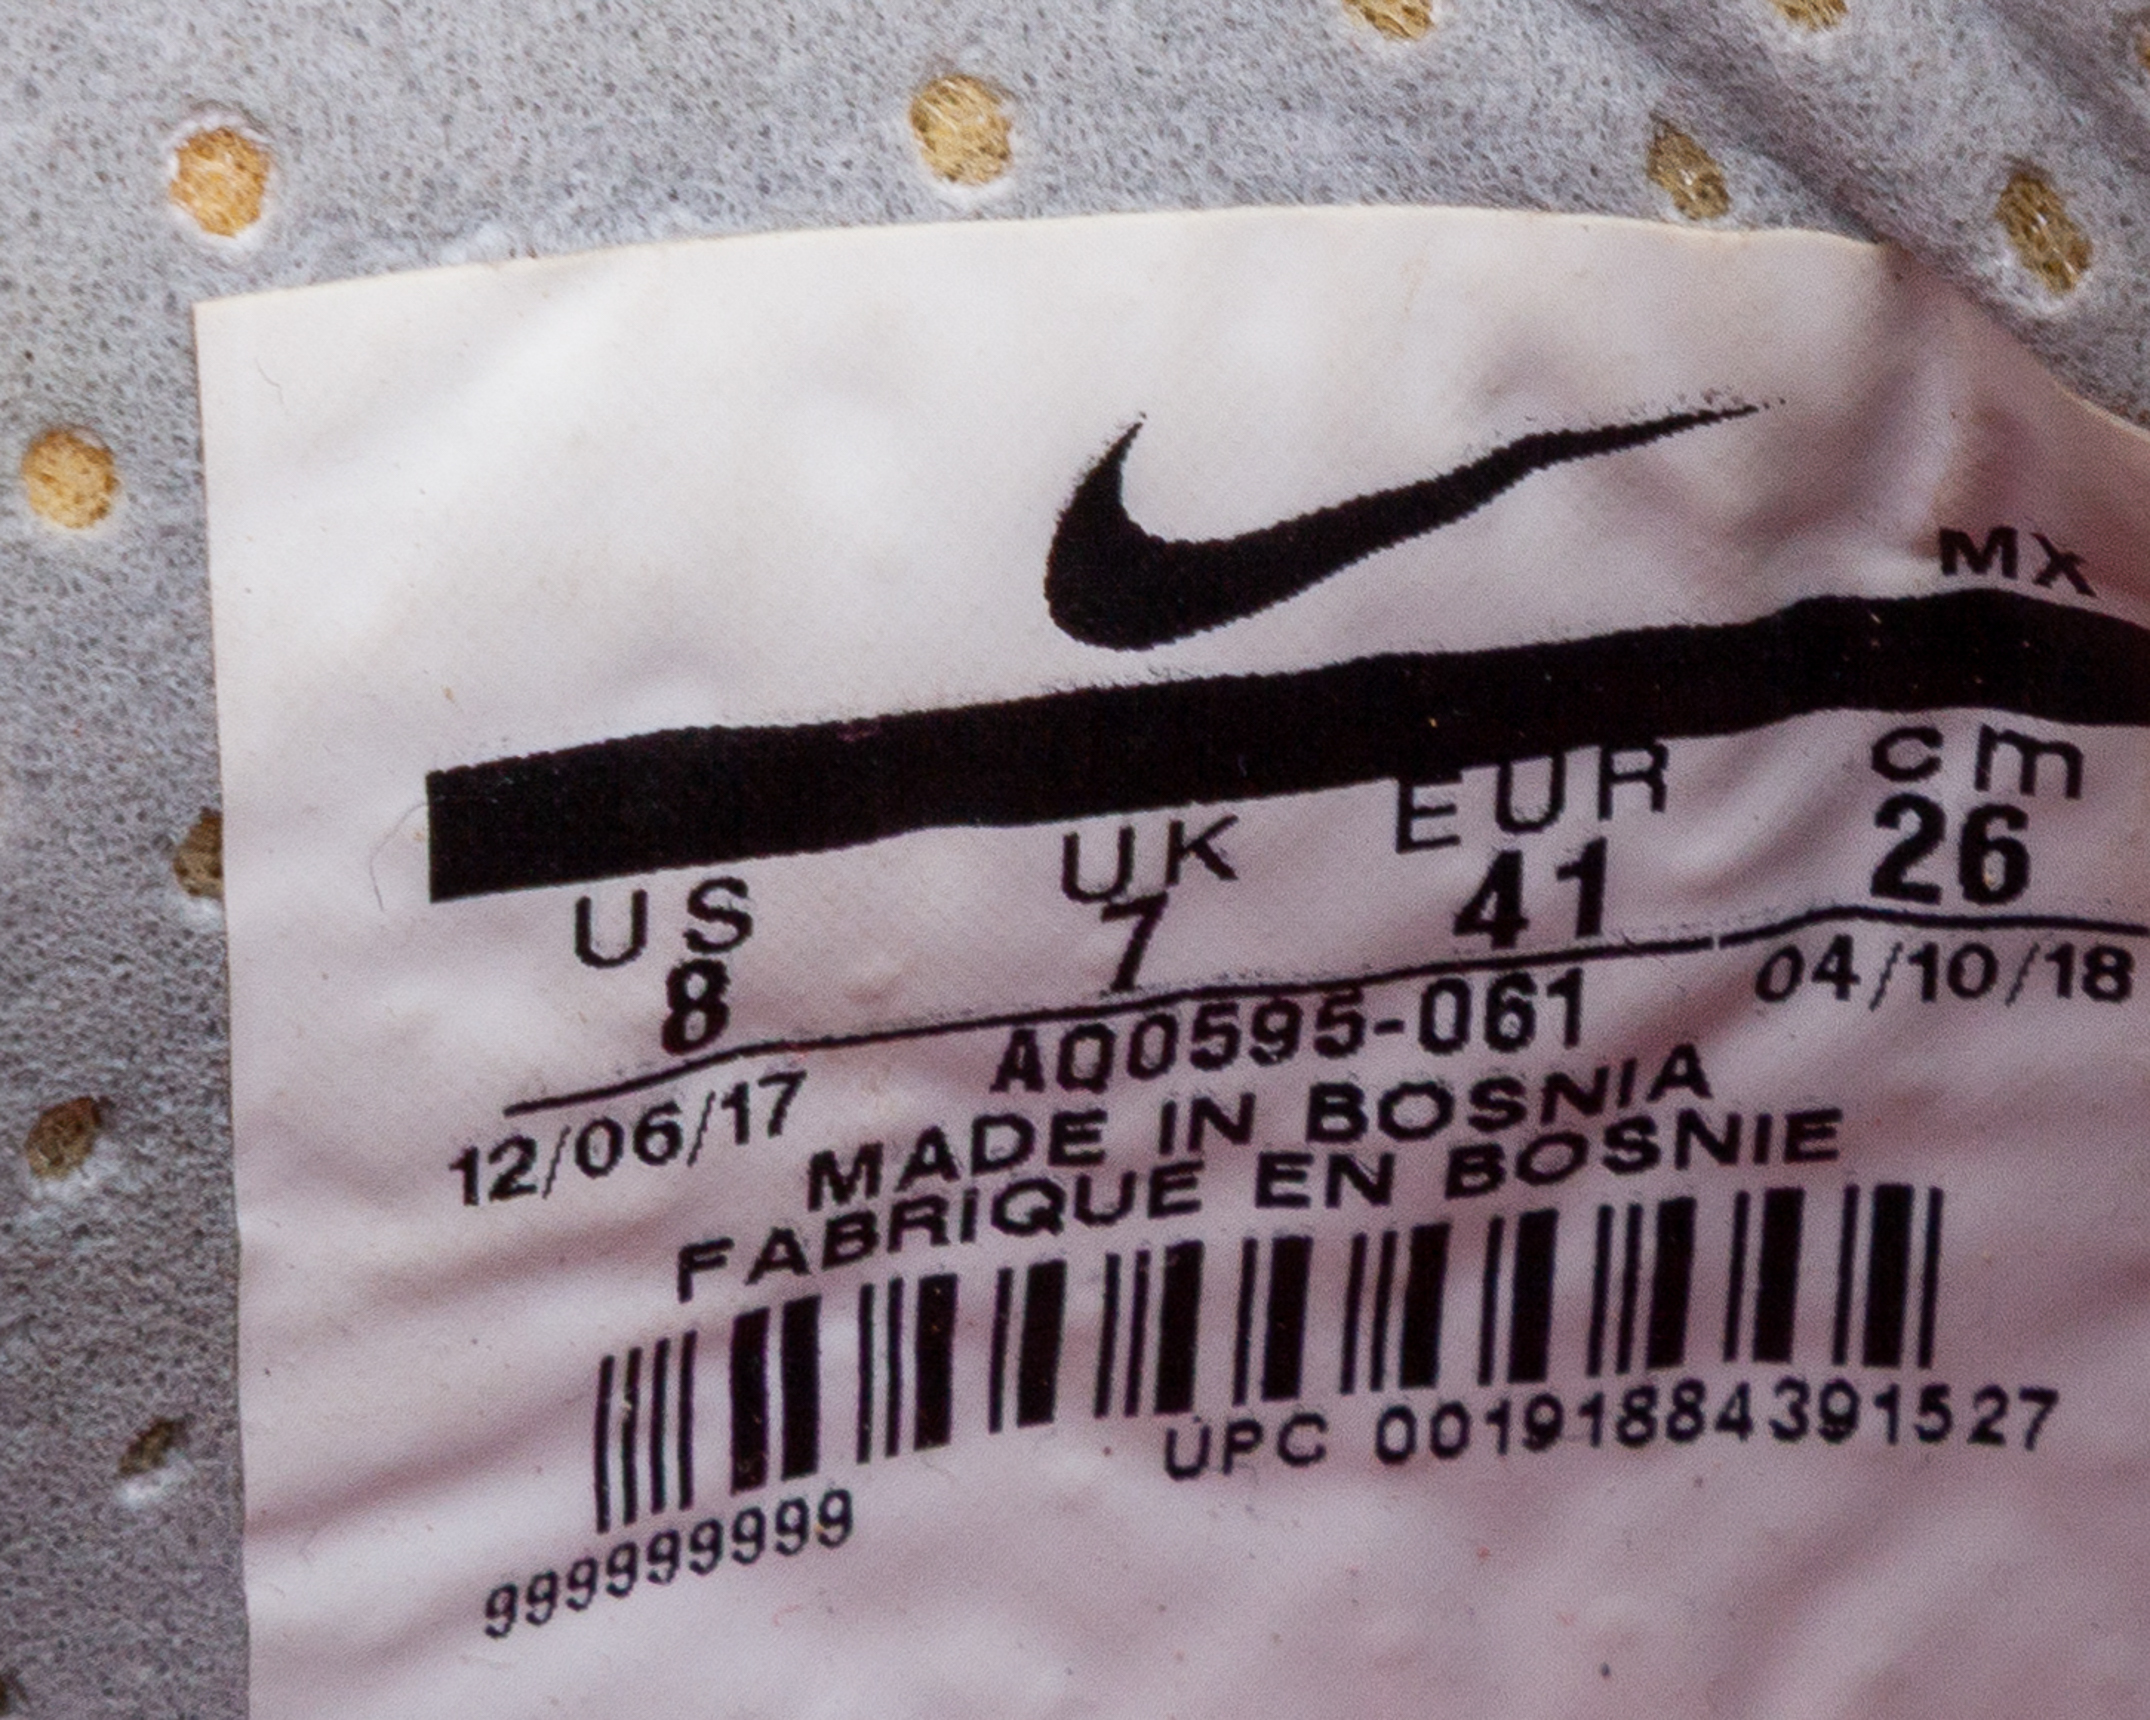 MX
US UK EUR cm
8 7 41 26
12/06/17 AQ0595-061 04/10/18
MADE IN BOSNIA
FABRIQUE EN BOSNIE
UPC 00191884391527
999999999